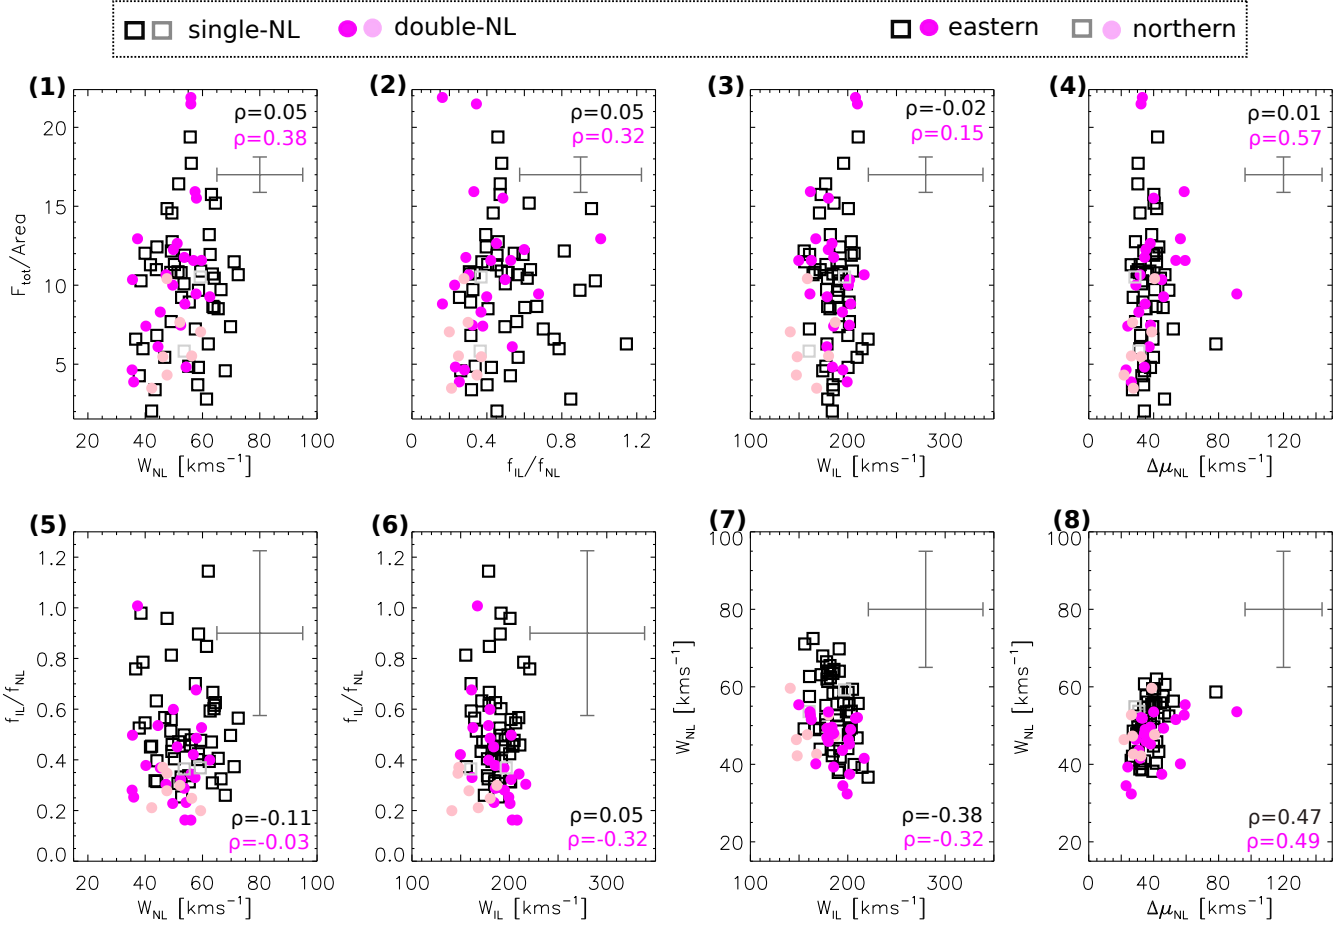 single-NL double-NL eastern northern
(1) (2) (3) (4)
ρ=0.05 ρ=0.05 ρ=-0.02 ρ=0.01
ρ=0.38 ρ=0.32 ρ=0.15 ρ=0.57
20
15
10
5
F_tot/Area
20 40 60 80 100 0 0.4 0.8 1.2 100 200 300 0 40 80 120
W_NL [kms⁻¹] f_IL/f_NL W_IL [kms⁻¹] Δμ_NL [kms⁻¹]
(5) (6) (7) (8)
1.2 1.2 100 100
1.0 1.0 80 80
0.8 0.8 60 60
0.6 0.6 40 40
0.4 0.4 20 20
0.2 0.2
0.0 0.0
f_IL/f_NL f_IL/f_NL W_NL [kms⁻¹] W_NL [kms⁻¹]
ρ=-0.11 ρ=0.05 ρ=-0.38 ρ=0.47
ρ=-0.03 ρ=-0.32 ρ=-0.32 ρ=0.49
20 40 60 80 100 100 200 300 100 200 300 0 40 80 120
W_NL [kms⁻¹] W_IL [kms⁻¹] W_IL [kms⁻¹] Δμ_NL [kms⁻¹]